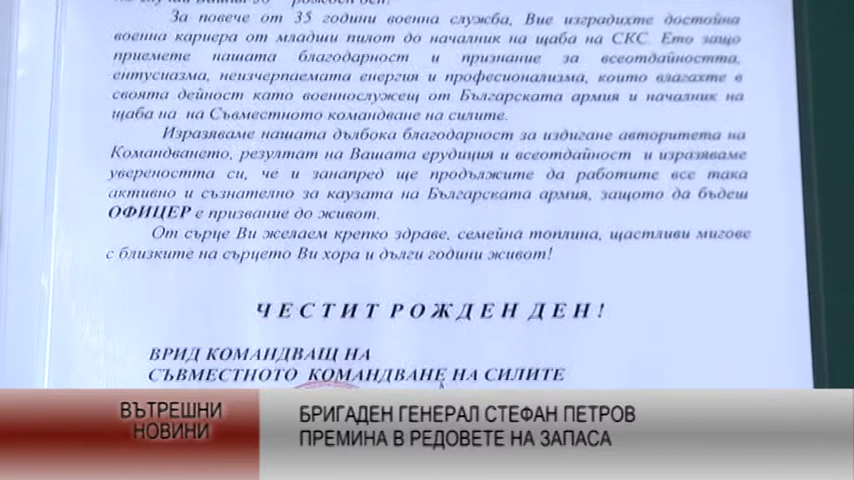 За повече от 35 години военна служба, Вие изградихте достойна
военна кариера от младши пилот до началник на щаба на СКС. Ето защо
приемете нашата благодарност и признание за всеотдайността,
ентусиазма, неизчерпаемата енергия и професионализма, които влагахте в
своята дейност като военнослужещ от Българската армия и началник на
щаба на на Съвместното командване на силите.
Изразяваме нашата дълбока благодарност за издигане авторитета на
Командването, резултат на Вашата ерудиция и всеотдайност и изразяваме
увереността си, че и занапред ще продължите да работите все така
активно и съзнателно за каузата на Българската армия, защото да бъдеш
ОФИЦЕР е призвание до живот.
От сърце Ви желаем крепко здраве, семейна топлина, щастливи мигове
с близките на сърцето Ви хора и дълги години живот!
ЧЕСТИТ РОЖДЕН ДЕН!
ВРИД КОМАНДВАЩ НА
СЪВМЕСТНОТО КОМАНДВАНЕ НА СИЛИТЕ
ВЪТРЕШНИ
НОВИНИ
БРИГАДЕН ГЕНЕРАЛ СТЕФАН ПЕТРОВ
ПРЕМИНА В РЕДОВЕТЕ НА ЗАПАСА